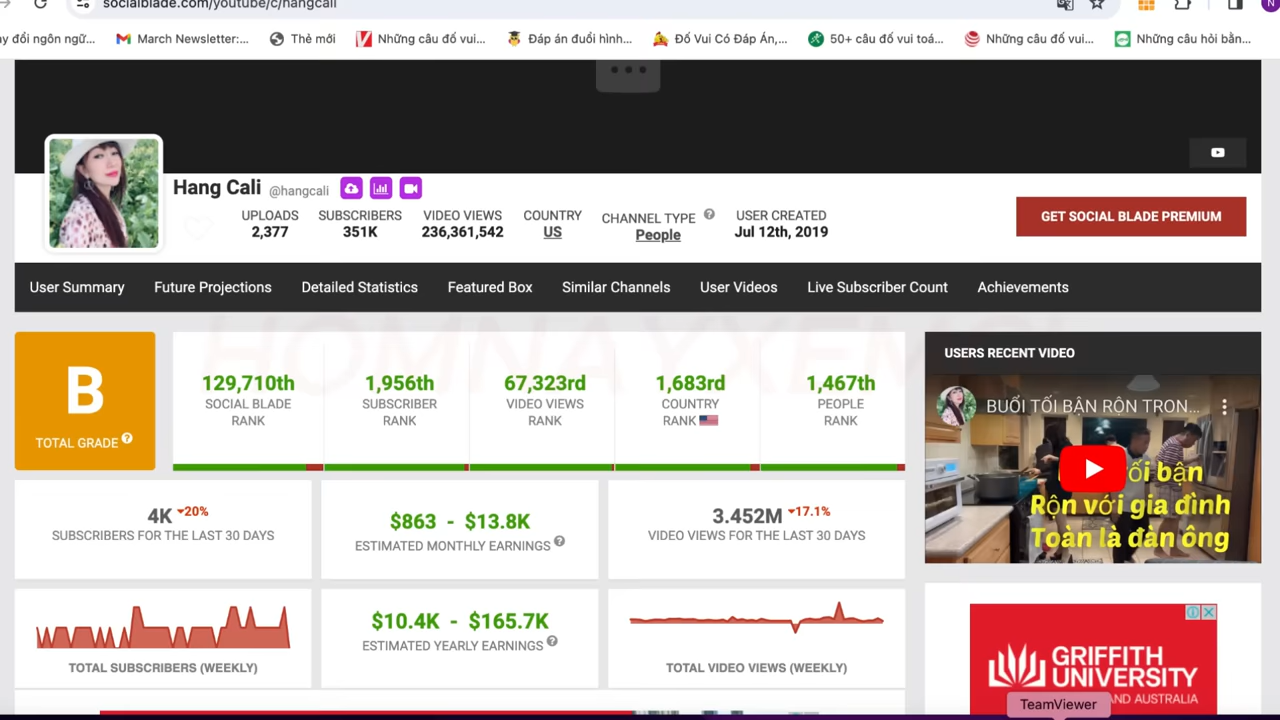 socialblade.com/youtube/c/hangcali
N
ay đổi ngôn ngữ...
March Newsletter:...
Thẻ mới
Những câu đố vui...
Đáp án đuổi hình...
Đố Vui Có Đáp Án,...
50+ câu đố vui toá...
Những câu đố vui...
Những câu hỏi bằn...
Hang Cali @hangcali
UPLOADS
2,377
SUBSCRIBERS
351K
VIDEO VIEWS
236,361,542
COUNTRY
US
CHANNEL TYPE ?
People
USER CREATED
Jul 12th, 2019
GET SOCIAL BLADE PREMIUM
User Summary
Future Projections
Detailed Statistics
Featured Box
Similar Channels
User Videos
Live Subscriber Count
Achievements
HOMNAYXEMGI
B
TOTAL GRADE ?
129,710th
SOCIAL BLADE
RANK
1,956th
SUBSCRIBER
RANK
67,323rd
VIDEO VIEWS
RANK
1,683rd
COUNTRY
RANK
1,467th
PEOPLE
RANK
USERS RECENT VIDEO
BUỔI TỐI BẬN RỘN TRON...
tối bận
Rộn với gia đình
Toàn là đàn ông
4K 20%
SUBSCRIBERS FOR THE LAST 30 DAYS
$863 - $13.8K
ESTIMATED MONTHLY EARNINGS ?
3.452M 17.1%
VIDEO VIEWS FOR THE LAST 30 DAYS
TOTAL SUBSCRIBERS (WEEKLY)
$10.4K - $165.7K
ESTIMATED YEARLY EARNINGS ?
TOTAL VIDEO VIEWS (WEEKLY)
GRIFFITH
UNIVERSITY
AND AUSTRALIA
TeamViewer